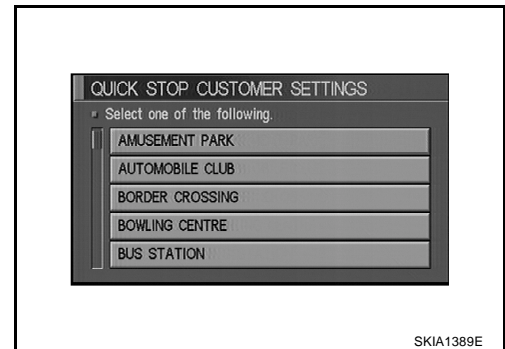 QUICK STOP CUSTOMER SETTINGS
Select one of the following.
AMUSEMENT PARK
AUTOMOBILE CLUB
BORDER CROSSING
BOWLING CENTRE
BUS STATION
SKIA1389E